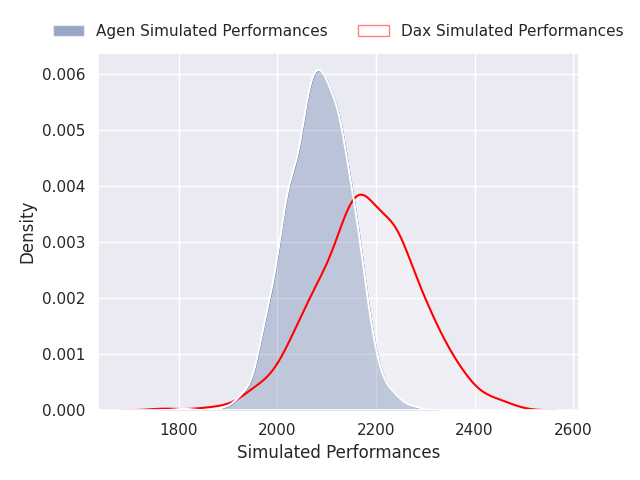 Agen Simulated Performances Dax Simulated Performances
0.006
0.005
0.004
0.003
0.002
0.001
0.000
Density
1800 2000 2200 2400 2600
Simulated Performances